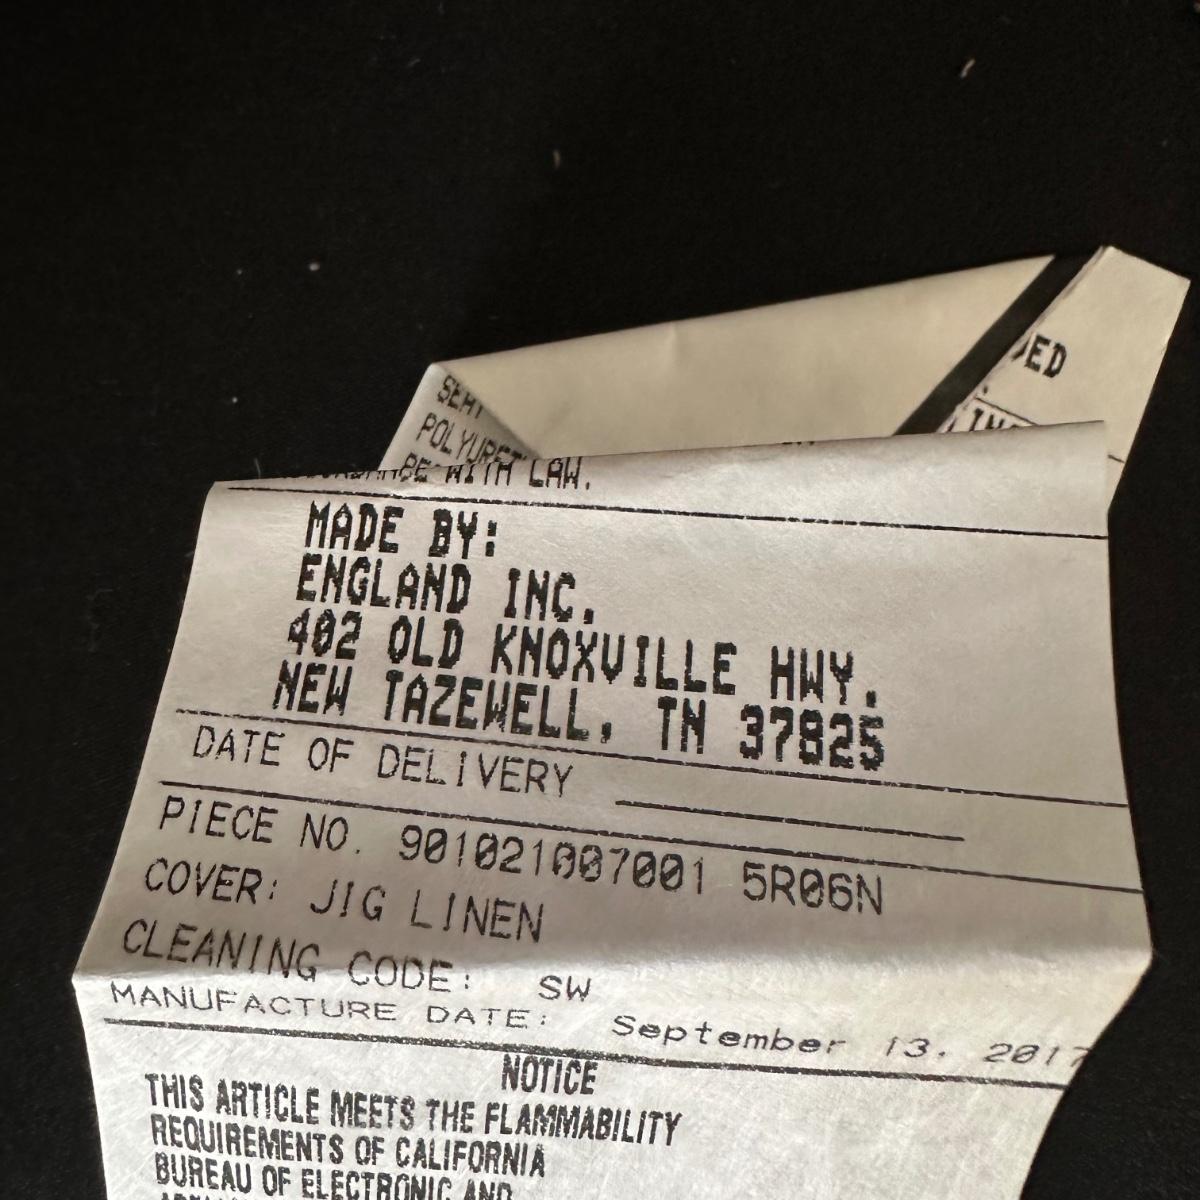 DED
SEAT
WITH LAW.
MADE BY:
ENGLAND INC.
402 OLD KNOXVILLE HWY.
NEW TAZEWELL, TN 37825
DATE OF DELIVERY
PIECE NO. 901021007001 5R06N
COVER: JIG LINEN
CLEANING CODE: SW
MANUFACTURE DATE: September 13, 2017
NOTICE
THIS ARTICLE MEETS THE FLAMMABILITY
REQUIREMENTS OF CALIFORNIA
BUREAU OF ELECTRONIC AND